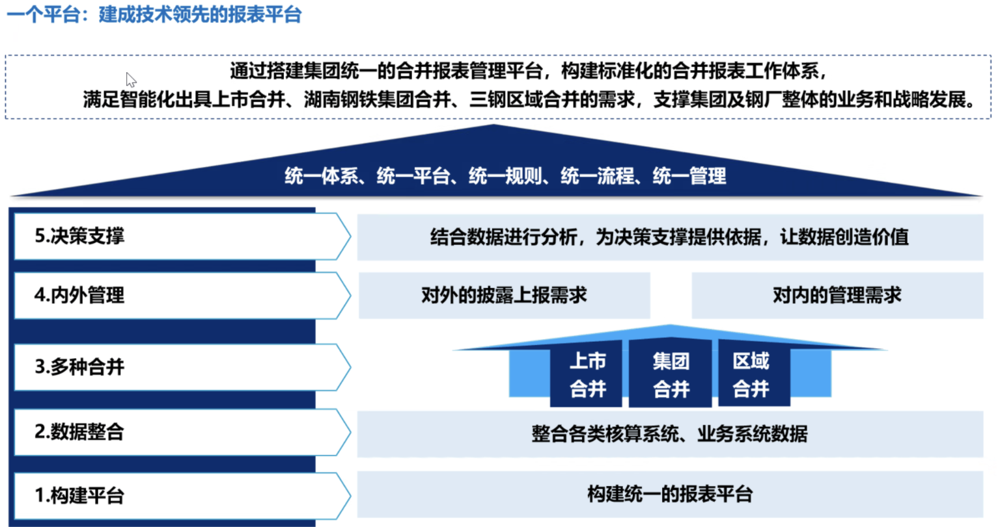 一个平台：建成技术领先的报表平台
通过搭建集团统一的合并报表管理平台，构建标准化的合并报表工作体系，
满足智能化出具上市合并、湖南钢铁集团合并、三钢区域合并的需求，支撑集团及钢厂整体的业务和战略发展。
统一体系、统一平台、统一规则、统一流程、统一管理
5.决策支撑
结合数据进行分析，为决策支撑提供依据，让数据创造价值
4.内外管理
对外的披露上报需求
对内的管理需求
3.多种合并
上市
合并
集团
合并
区域
合并
2.数据整合
整合各类核算系统、业务系统数据
1.构建平台
构建统一的报表平台